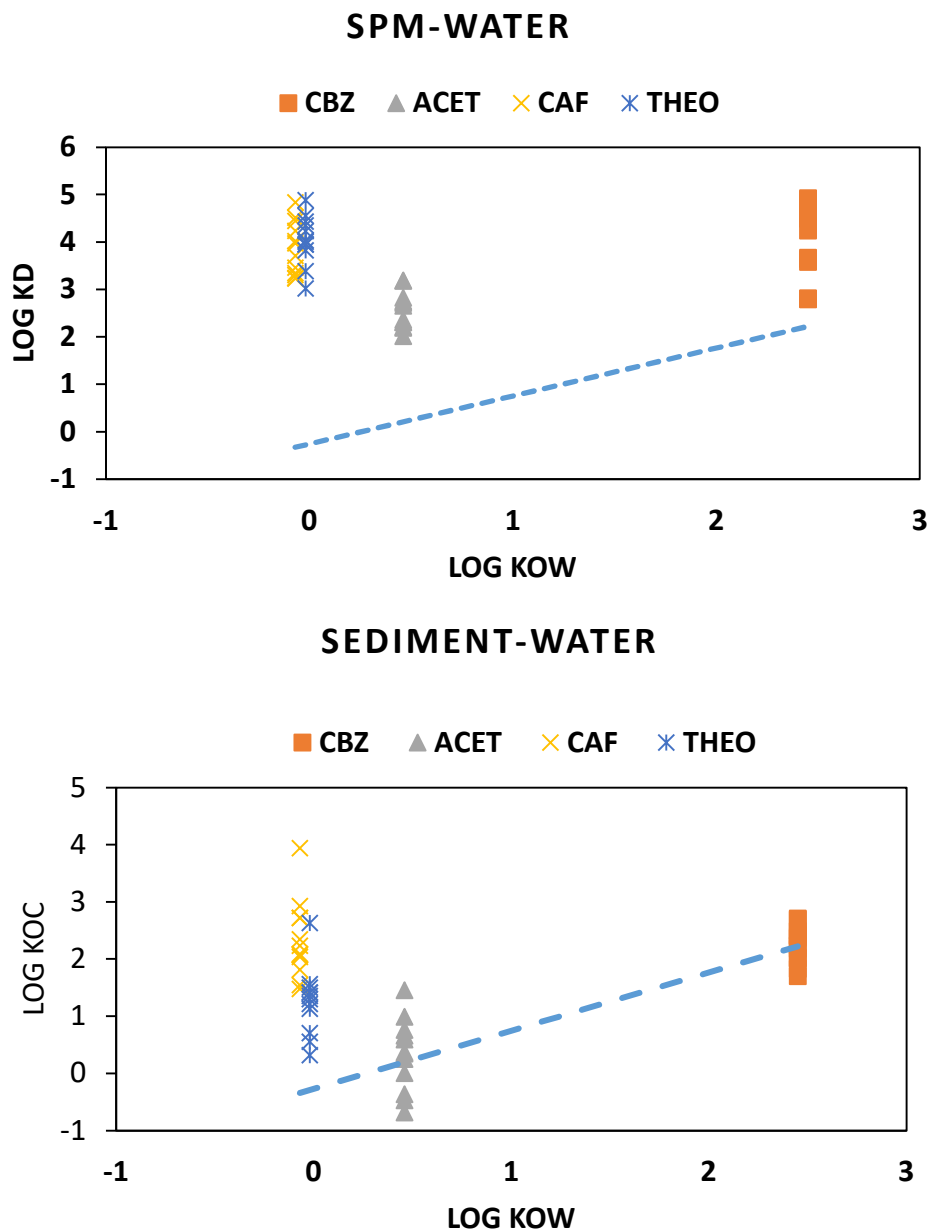 SPM-WATER
CBZ ACET CAF THEO
6
5
4
3
2
1
0
-1
LOG KD
-1 0 1 2 3
LOG KOW
SEDIMENT-WATER
CBZ ACET CAF THEO
5
4
3
2
1
0
-1
LOG KOC
-1 0 1 2 3
LOG KOW